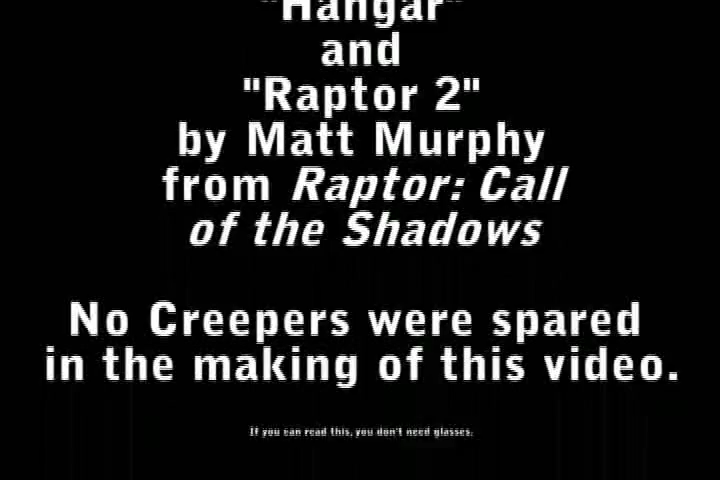 "Hangar"
and
"Raptor 2"
by Matt Murphy
from Raptor: Call
of the Shadows
No Creepers were spared
in the making of this video.
If you can read this, you don't need glasses.